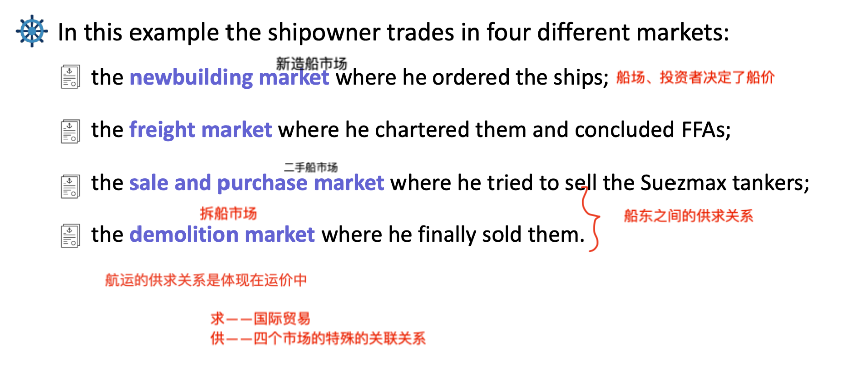 In this example the shipowner trades in four different markets:
新造船市场
the newbuilding market where he ordered the ships; 船场、投资者决定了船价
the freight market where he chartered them and concluded FFAs;
二手船市场
the sale and purchase market where he tried to sell the Suezmax tankers;
拆船市场
船东之间的供求关系
the demolition market where he finally sold them.
航运的供求关系是体现在运价中
求——国际贸易
供——四个市场的特殊的关联关系